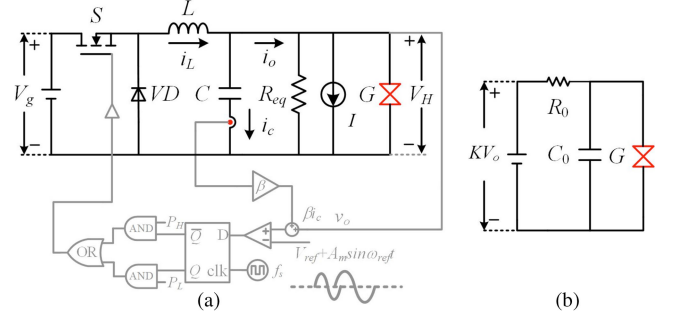 S
L
+
i_L
i_o
+
V_g
VD
C
R_eq
I
G
V_H
i_c
−
−
β
βi_c
v_o
AND
P_H
Q̅
D
+
−
OR
AND
P_L
Q
clk
f_s
V_ref+A_m sinω_ref t
(a)
+
R_0
KV_o
C_0
G
−
(b)